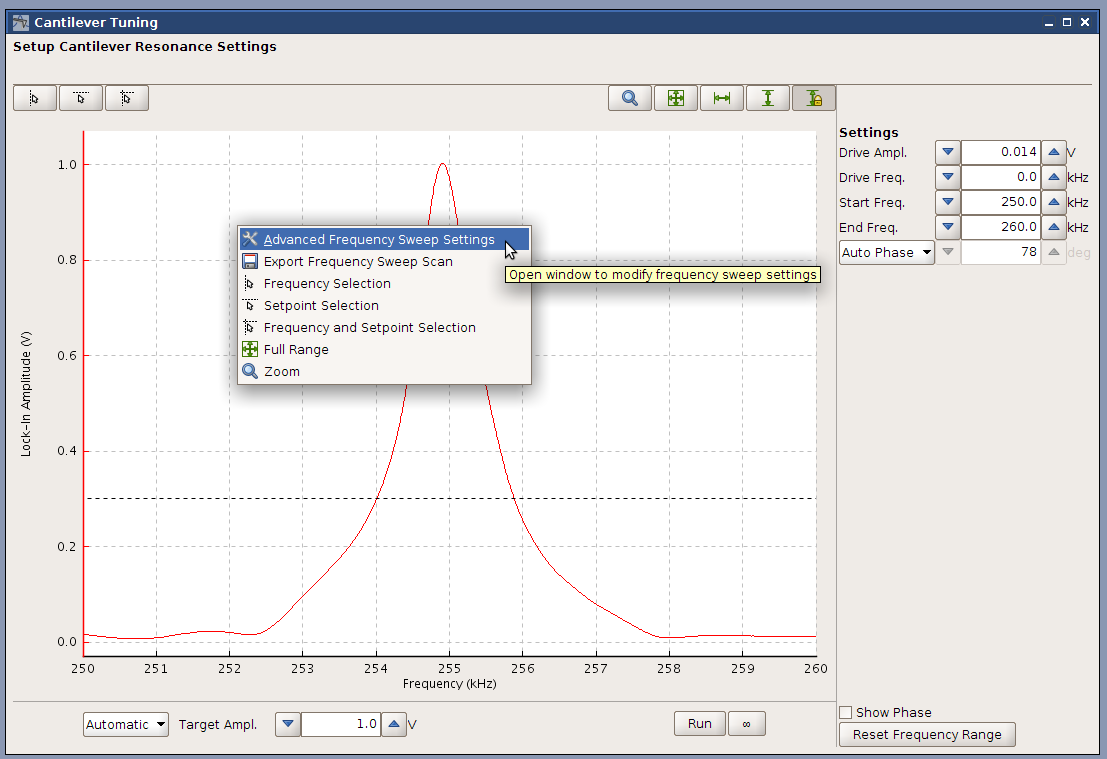 Cantilever Tuning
Setup Cantilever Resonance Settings
Settings
Drive Ampl. 0.014 V
Drive Freq. 0.0 kHz
Start Freq. 250.0 kHz
End Freq. 260.0 kHz
Auto Phase 78 deg
1.0
0.8
0.6
0.4
0.2
0.0
Lock-In Amplitude (V)
Advanced Frequency Sweep Settings
Export Frequency Sweep Scan
Frequency Selection
Setpoint Selection
Frequency and Setpoint Selection
Full Range
Zoom
Open window to modify frequency sweep settings
250 251 252 253 254 255 256 257 258 259 260
Frequency (kHz)
Automatic Target Ampl. 1.0 V
Run ∞
Show Phase
Reset Frequency Range